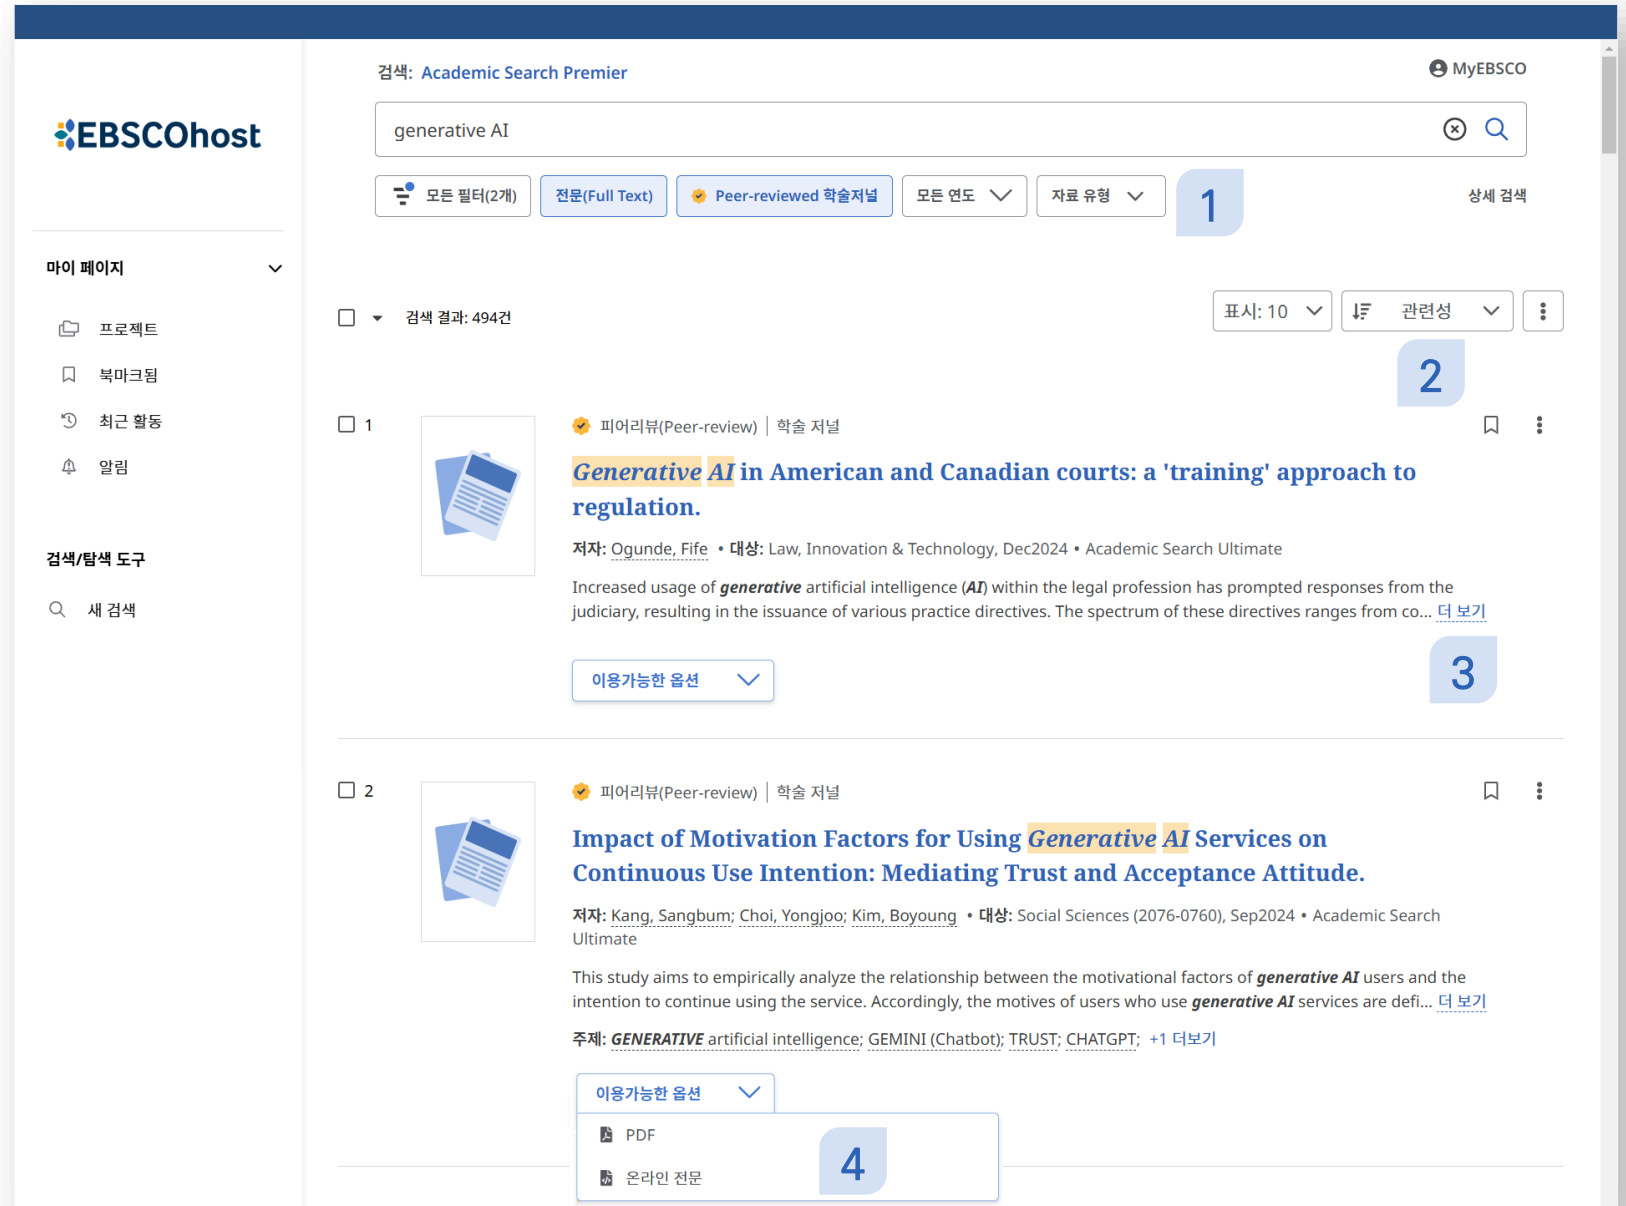 검색: Academic Search Premier
MyEBSCO
EBSCOhost
generative AI
모든 필터(2개)
전문(Full Text)
Peer-reviewed 학술저널
모든 연도
자료 유형
1
상세 검색
마이 페이지
프로젝트
북마크됨
최근 활동
알림
검색/탐색 도구
새 검색
검색 결과: 494건
표시: 10
관련성
2
1
피어리뷰(Peer-review) | 학술 저널
Generative AI in American and Canadian courts: a 'training' approach to
regulation.
저자: Ogunde, Fife • 대상: Law, Innovation & Technology, Dec2024 • Academic Search Ultimate
Increased usage of generative artificial intelligence (AI) within the legal profession has prompted responses from the
judiciary, resulting in the issuance of various practice directives. The spectrum of these directives ranges from co... 더 보기
3
이용가능한 옵션
2
피어리뷰(Peer-review) | 학술 저널
Impact of Motivation Factors for Using Generative AI Services on
Continuous Use Intention: Mediating Trust and Acceptance Attitude.
저자: Kang, Sangbum; Choi, Yongjoo; Kim, Boyoung • 대상: Social Sciences (2076-0760), Sep2024 • Academic Search
Ultimate
This study aims to empirically analyze the relationship between the motivational factors of generative AI users and the
intention to continue using the service. Accordingly, the motives of users who use generative AI services are defi... 더 보기
주제: GENERATIVE artificial intelligence; GEMINI (Chatbot); TRUST; CHATGPT; +1 더보기
이용가능한 옵션
PDF
온라인 전문
4